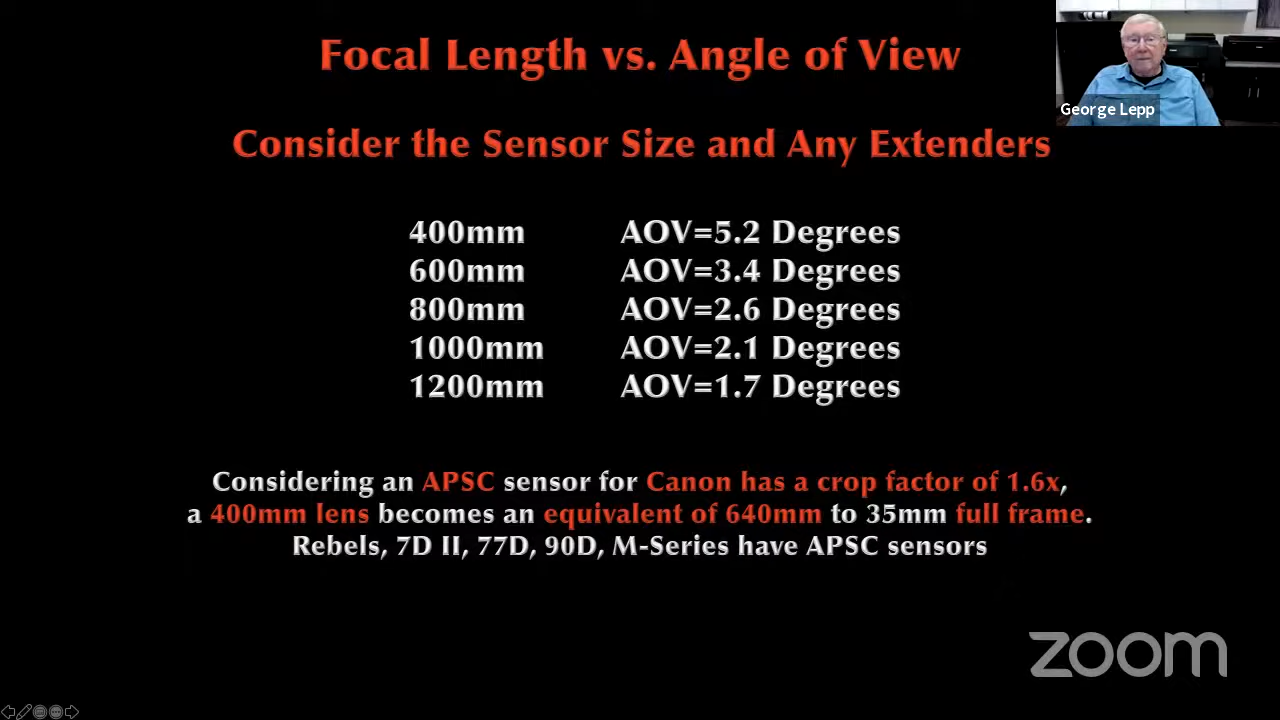 Focal Length vs. Angle of View
George Lepp
Consider the Sensor Size and Any Extenders
400mm AOV=5.2 Degrees
600mm AOV=3.4 Degrees
800mm AOV=2.6 Degrees
1000mm AOV=2.1 Degrees
1200mm AOV=1.7 Degrees
Considering an APSC sensor for Canon has a crop factor of 1.6x,
a 400mm lens becomes an equivalent of 640mm to 35mm full frame.
Rebels, 7D II, 77D, 90D, M-Series have APSC sensors
zoom